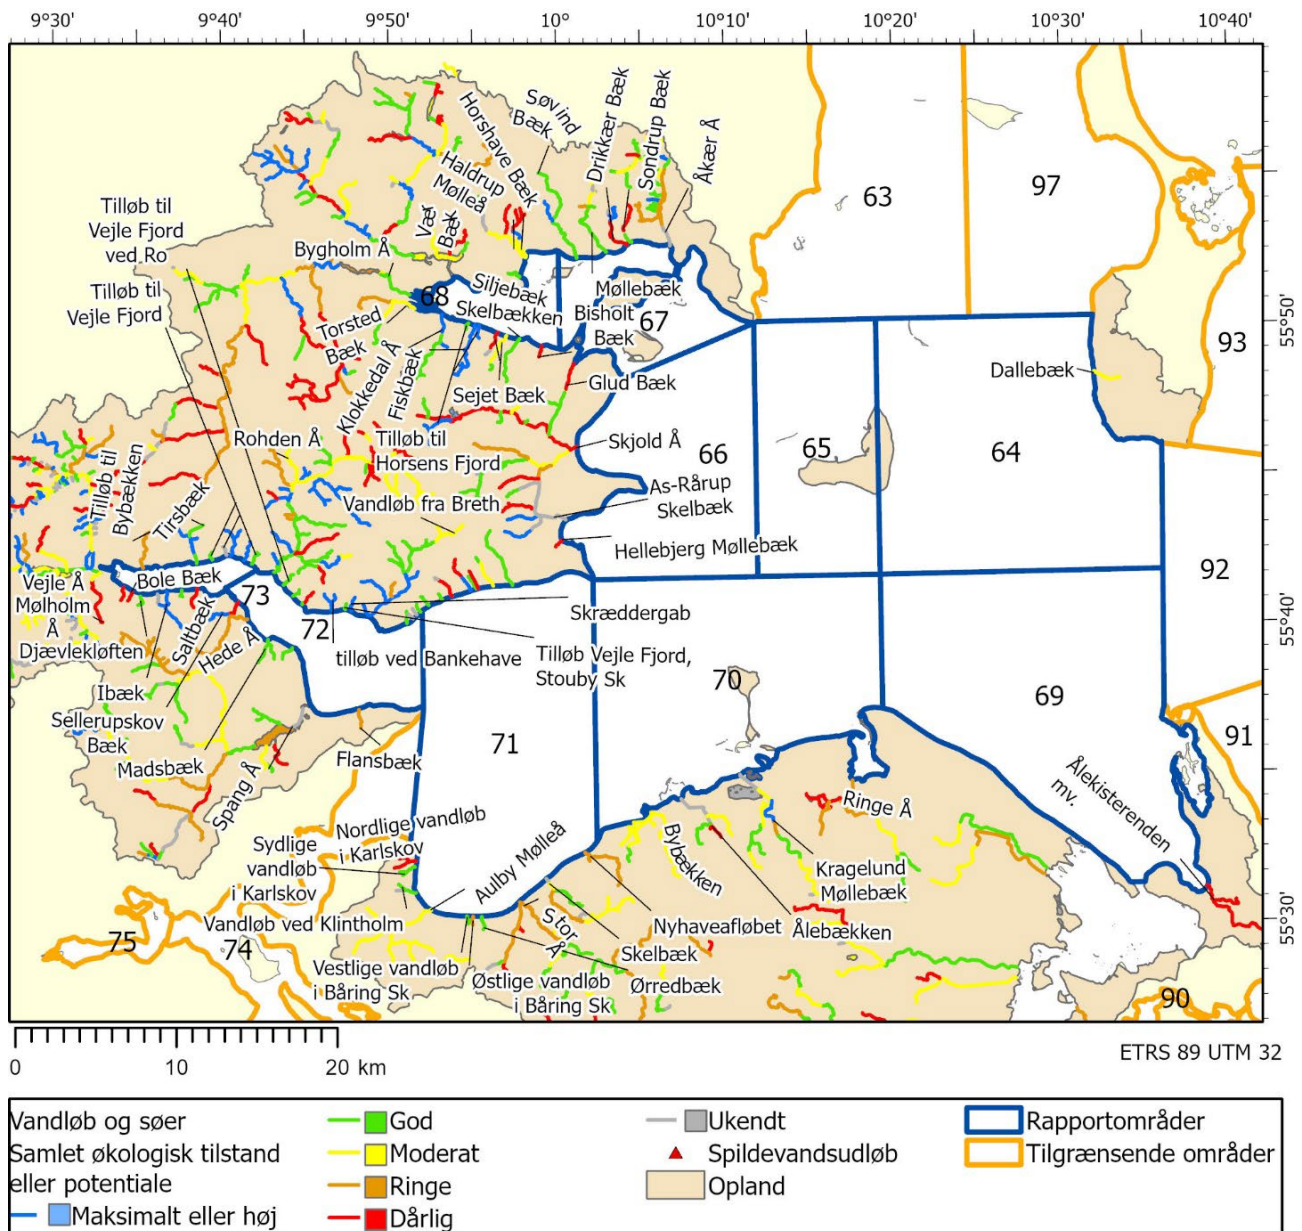 9°30'
9°40'
9°50'
10°
10°10'
10°20'
10°30'
10°40'
55°50'
55°40'
55°30'
Søvind
Bæk
Horshave Bæk
Haldrup
Mølleå
Drikkær Bæk
Sondrup Bæk
Åkær Å
Væk
Bæk
Tilløb til
Vejle Fjord
ved Ro
Tilløb til
Vejle Fjord
Bygholm Å
Siljebæk
Skelbækken
Møllebæk
Bisholt
Bæk
Torsted
Bæk
Klokkedal Å
Fiskbæk
Sejet Bæk
Glud Bæk
Dallebæk
Rohden Å
Tilløb til
Horsens Fjord
Skjold Å
Tilløb til
Bybækken
Tirsbæk
Vandløb fra Breth
As-Rårup
Skelbæk
Hellebjerg Møllebæk
Bole Bæk
Vejle Å
Mølholm
Å
Djævlekløften
Saltbæk
Hede Å
Ibæk
Sellerupskov
Bæk
Madsbæk
Spang Å
Skræddergab
tilløb ved Bankehave
Tilløb Vejle Fjord,
Stouby Sk
Flansbæk
Nordlige vandløb
i Karlskov
Sydlige
vandløb
i Karlskov
Aulby Mølleå
Vandløb ved Klintholm
Vestlige vandløb
i Båring Sk
Østlige vandløb
i Båring Sk
Stor
Å
Ørredbæk
Skelbæk
Nyhaveafløbet
Bybækken
Ålebækken
Kragelund
Møllebæk
Ringe Å
Ålekisterenden
mv.
63
97
93
68
67
66
65
64
92
73
72
71
70
69
91
75
74
90
0
10
20 km
ETRS 89 UTM 32
Vandløb og søer
Samlet økologisk tilstand
eller potentiale
Maksimalt eller høj
God
Moderat
Ringe
Dårlig
Ukendt
Spildevandsudløb
Opland
Rapportområder
Tilgrænsende områder